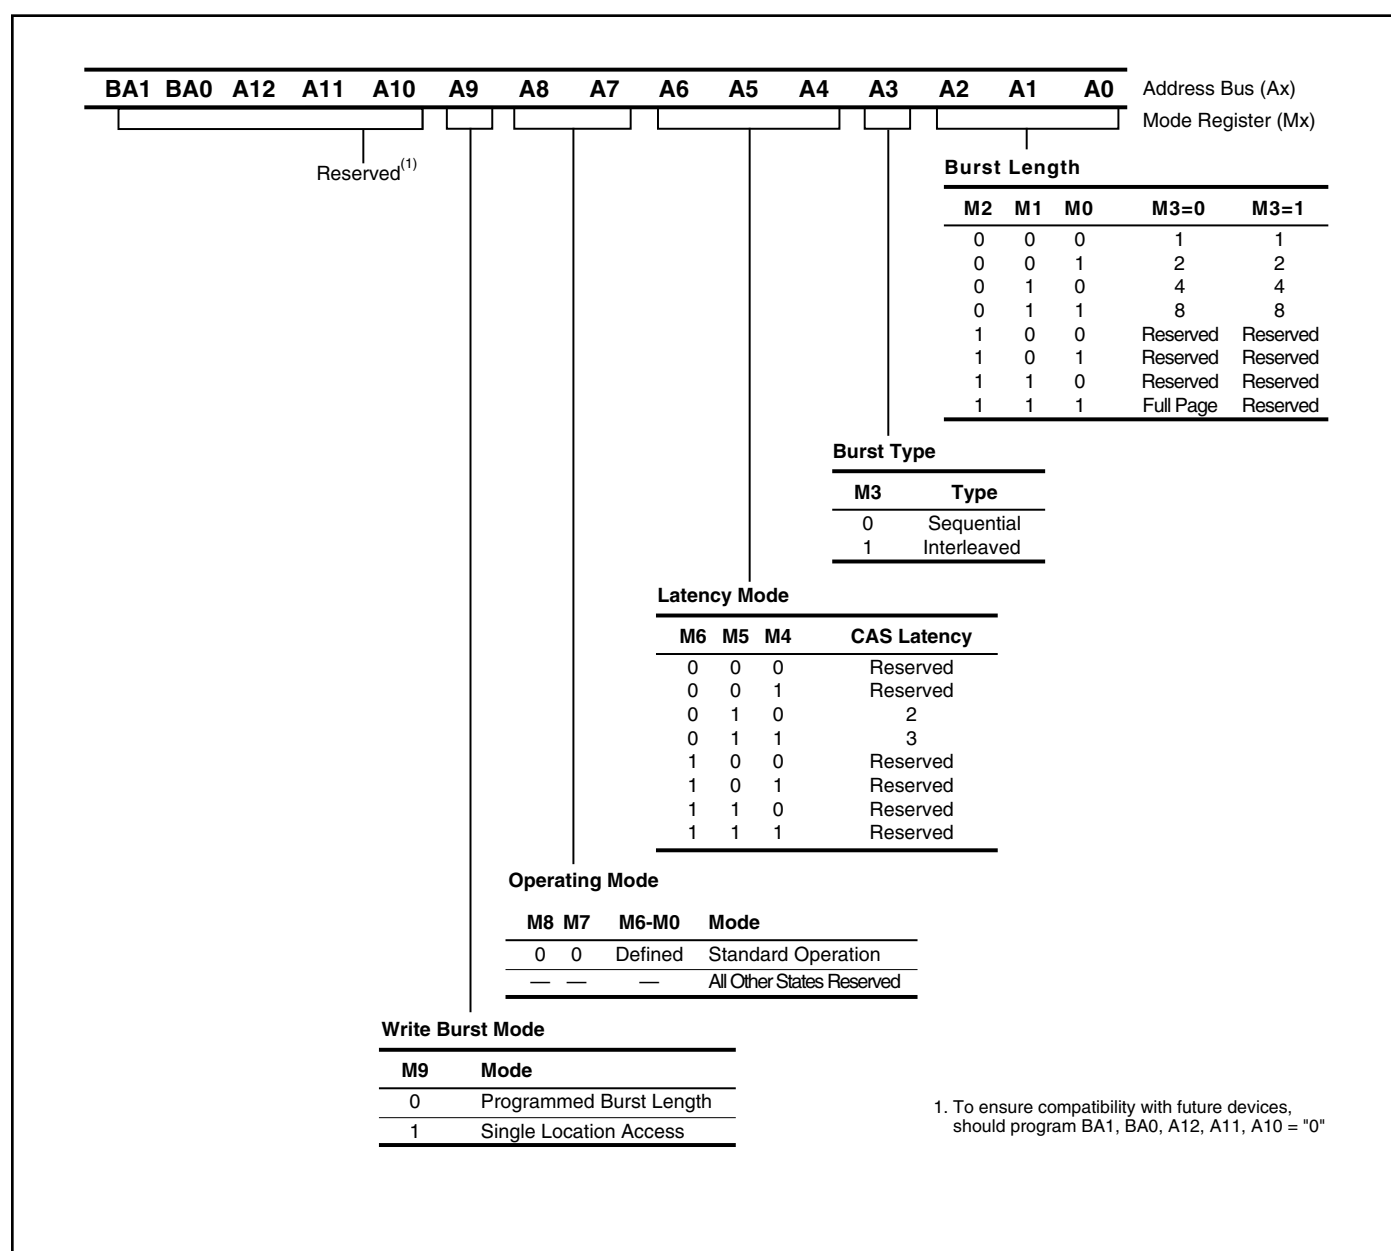 BA1 BA0 A12 A11 A10 A9 A8 A7 A6 A5 A4 A3 A2 A1 A0 Address Bus (Ax)
Mode Register (Mx)
Reserved(1)
Burst Length
M2 M1 M0 M3=0 M3=1
0 0 0 1 1
0 0 1 2 2
0 1 0 4 4
0 1 1 8 8
1 0 0 Reserved Reserved
1 0 1 Reserved Reserved
1 1 0 Reserved Reserved
1 1 1 Full Page Reserved
Burst Type
M3 Type
0 Sequential
1 Interleaved
Latency Mode
M6 M5 M4 CAS Latency
0 0 0 Reserved
0 0 1 Reserved
0 1 0 2
0 1 1 3
1 0 0 Reserved
1 0 1 Reserved
1 1 0 Reserved
1 1 1 Reserved
Operating Mode
M8 M7 M6-M0 Mode
0 0 Defined Standard Operation
— — — All Other States Reserved
Write Burst Mode
M9 Mode
0 Programmed Burst Length
1 Single Location Access
1. To ensure compatibility with future devices,
should program BA1, BA0, A12, A11, A10 = "0"